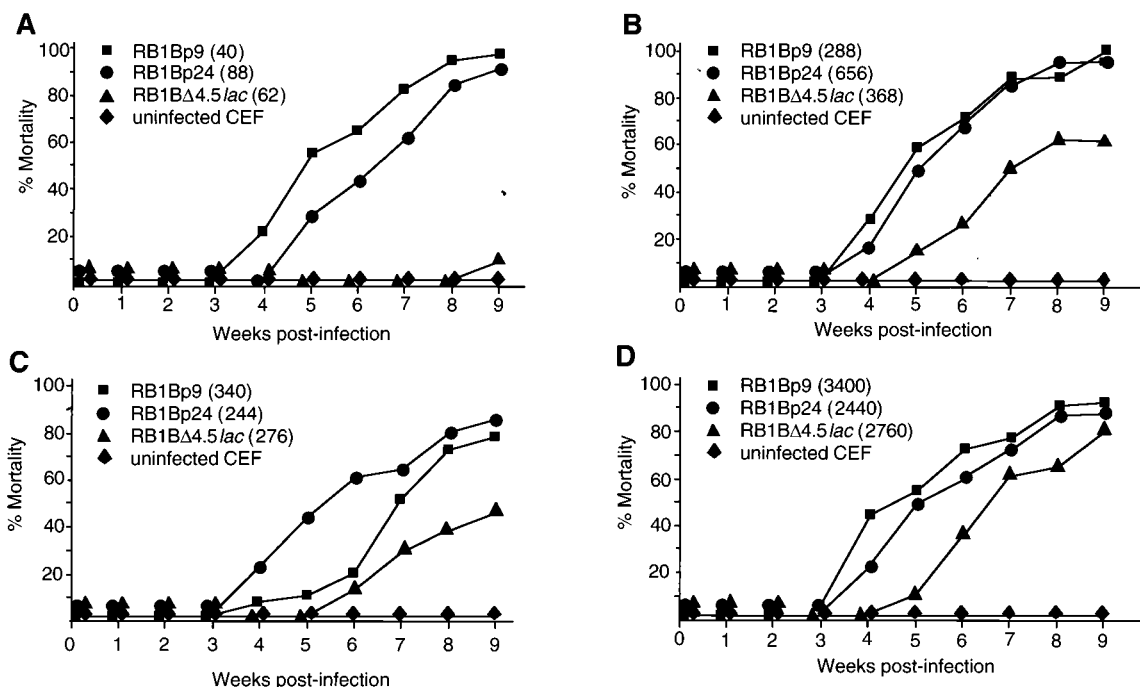 A
RB1Bp9 (40)
RB1Bp24 (88)
RB1BΔ4.5lac (62)
uninfected CEF
100
80
60
40
20
% Mortality
0 1 2 3 4 5 6 7 8 9
Weeks post-infection
B
RB1Bp9 (288)
RB1Bp24 (656)
RB1BΔ4.5lac (368)
uninfected CEF
100
80
60
40
20
% Mortality
0 1 2 3 4 5 6 7 8 9
Weeks post-infection
C
RB1Bp9 (340)
RB1Bp24 (244)
RB1BΔ4.5lac (276)
uninfected CEF
100
80
60
40
20
% Mortality
0 1 2 3 4 5 6 7 8 9
Weeks post-infection
D
RB1Bp9 (3400)
RB1Bp24 (2440)
RB1BΔ4.5lac (2760)
uninfected CEF
100
80
60
40
20
% Mortality
0 1 2 3 4 5 6 7 8 9
Weeks post-infection